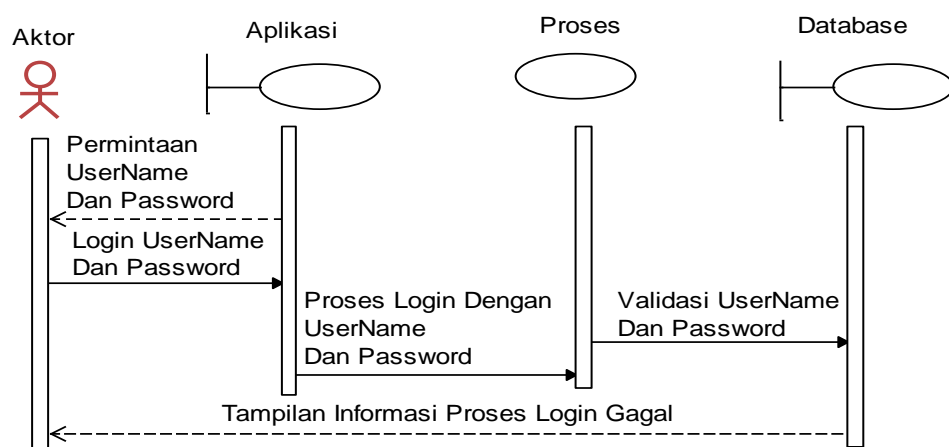 Aktor
Aplikasi
Proses
Database
Permintaan
UserName
Dan Password
Login UserName
Dan Password
Proses Login Dengan
UserName
Dan Password
Validasi UserName
Dan Password
Tampilan Informasi Proses Login Gagal